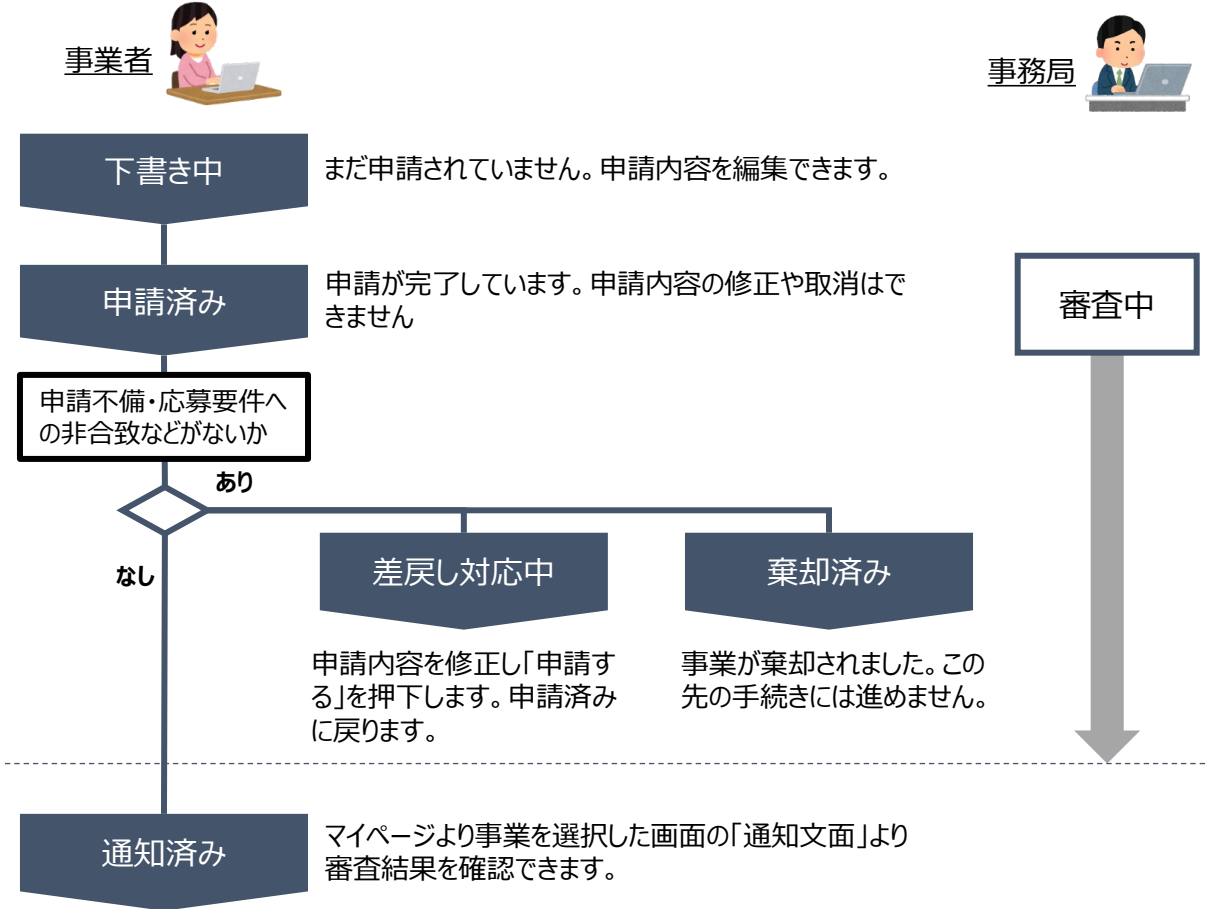 事業者
事務局
下書き中
まだ申請されていません。申請内容を編集できます。
申請済み
申請が完了しています。申請内容の修正や取消はで
きません
審査中
申請不備・応募要件へ
の非合致などがないか
あり
なし
差戻し対応中
棄却済み
申請内容を修正し「申請す
る」を押下します。申請済み
に戻ります。
事業が棄却されました。この
先の手続きには進めません。
通知済み
マイページより事業を選択した画面の「通知文面」より
審査結果を確認できます。